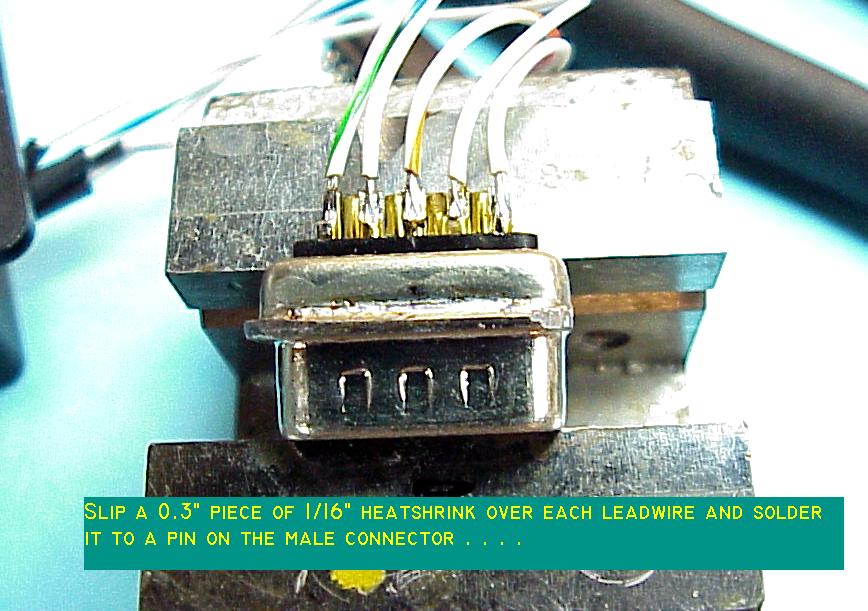 SLIP A 0.3" PIECE OF 1/16" HEATSHRINK OVER EACH LEADWIRE AND SOLDER
IT TO A PIN ON THE MALE CONNECTOR . . . .